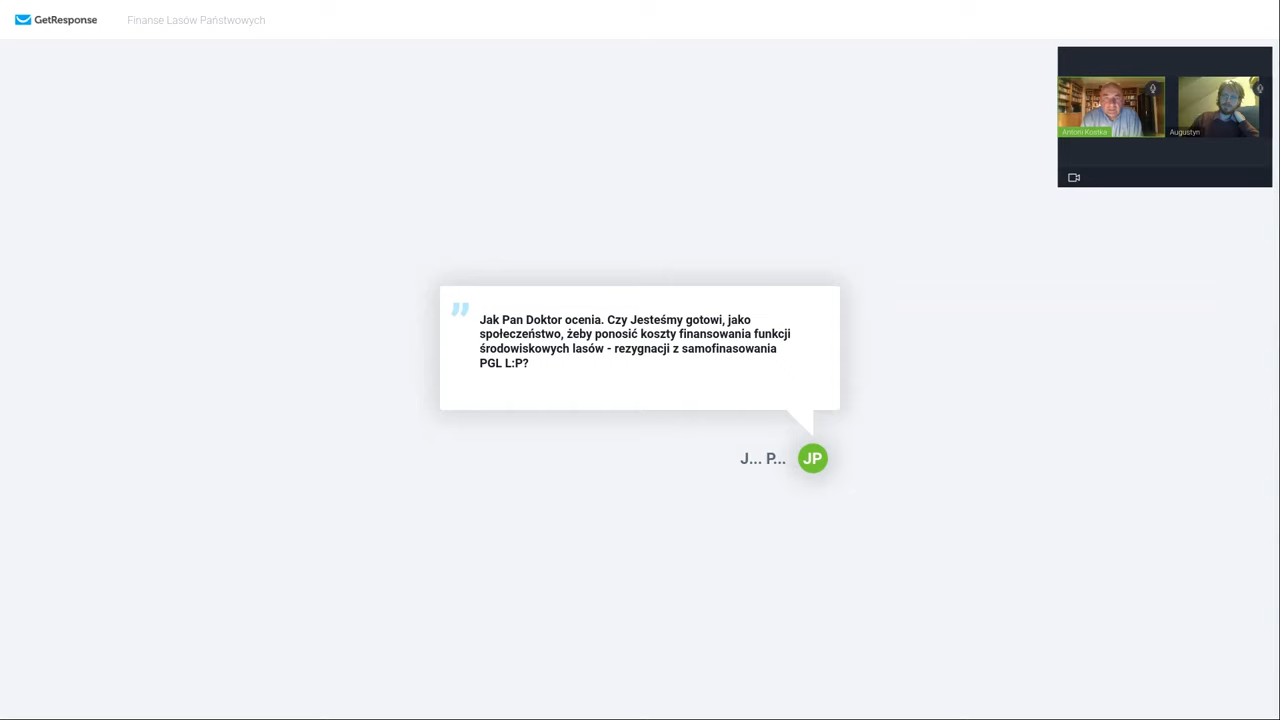 GetResponse
Finanse Lasów Państwowych
Antoni Kostka
Augustyn
Jak Pan Doktor ocenia. Czy Jesteśmy gotowi, jako
społeczeństwo, żeby ponosić koszty finansowania funkcji
środowiskowych lasów - rezygnacji z samofinasowania
PGL L:P?
J... P...
JP